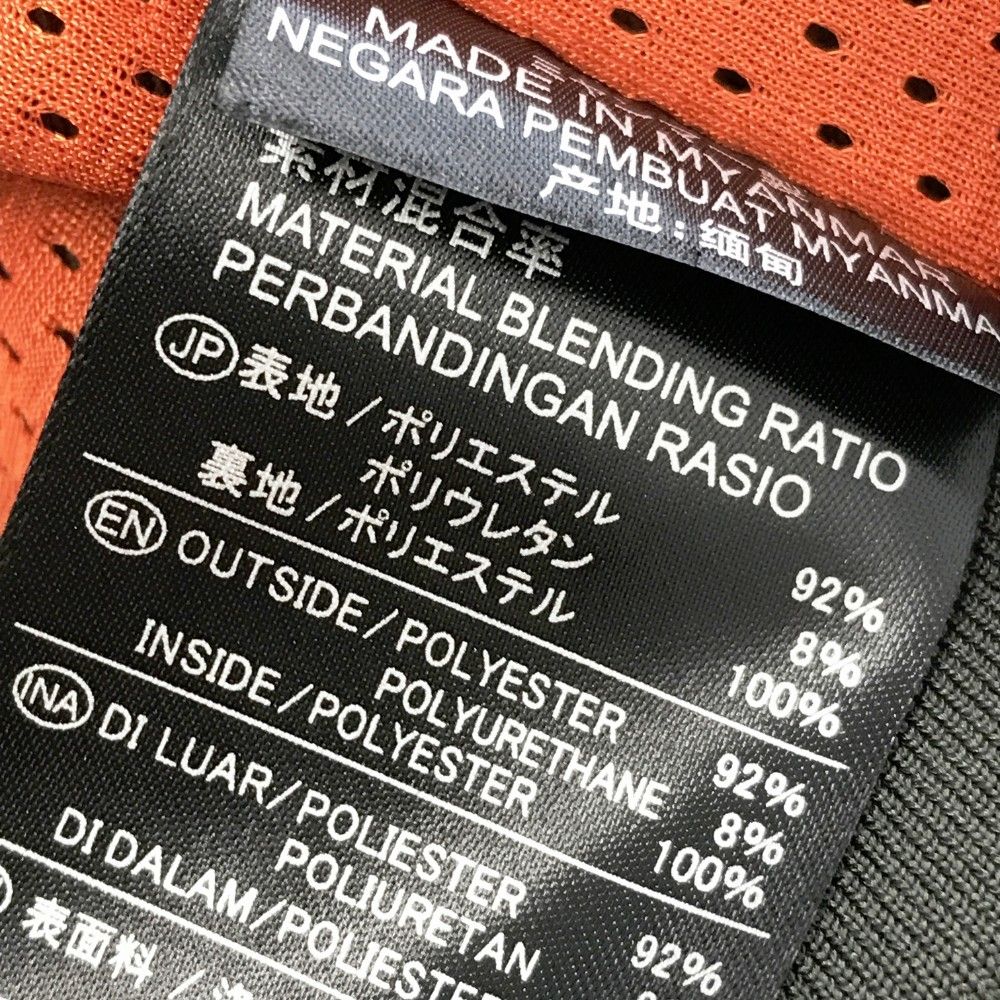 MADE IN MYANMAR
NEGARA PEMBUAT MYANMA
产地:缅甸
素材混合率
MATERIAL BLENDING RATIO
PERBANDINGAN RASIO
JP 表地/ポリエステル 92%
ポリウレタン 8%
裏地/ポリエステル 100%
EN OUTSIDE/POLYESTER 92%
POLYURETHANE 8%
INSIDE/POLYESTER 100%
INA DI LUAR/POLIESTER 92%
POLIURETAN
DI DALAM/POLIESTER
表面料/